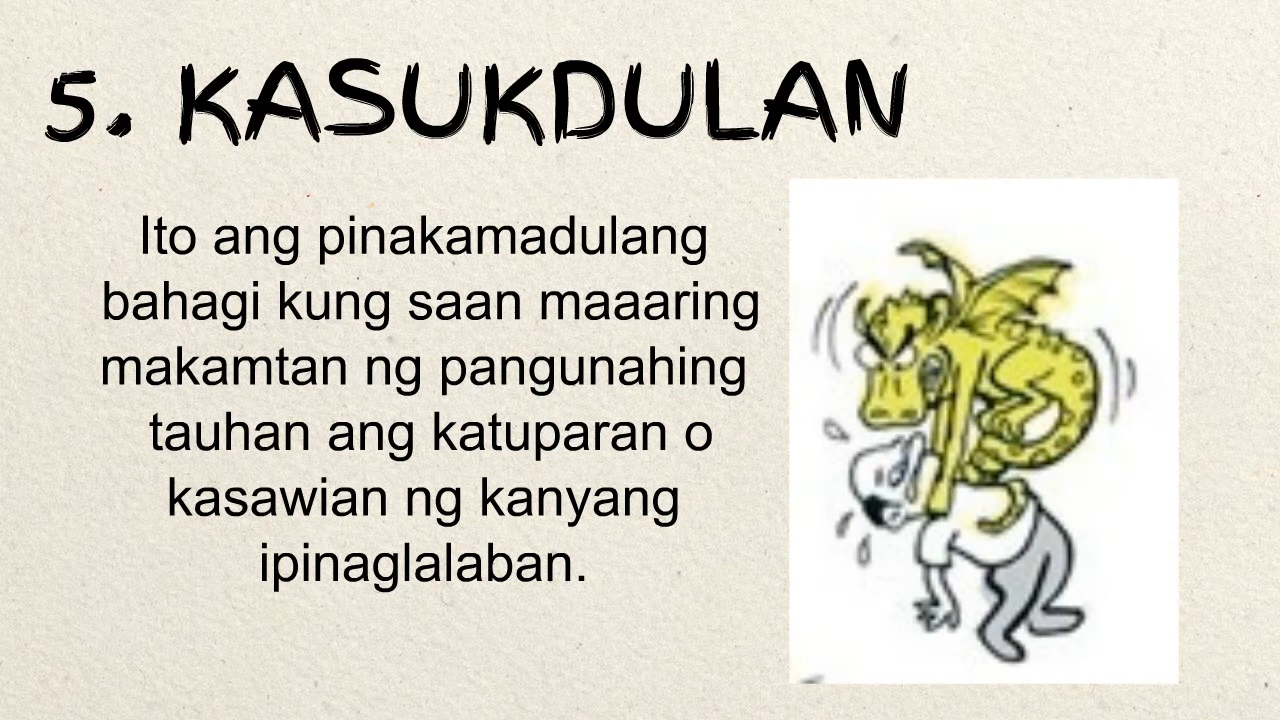 5. KASUKDULAN
Ito ang pinakamadulang
bahagi kung saan maaaring
makamtan ng pangunahing
tauhan ang katuparan o
kasawian ng kanyang
ipinaglalaban.